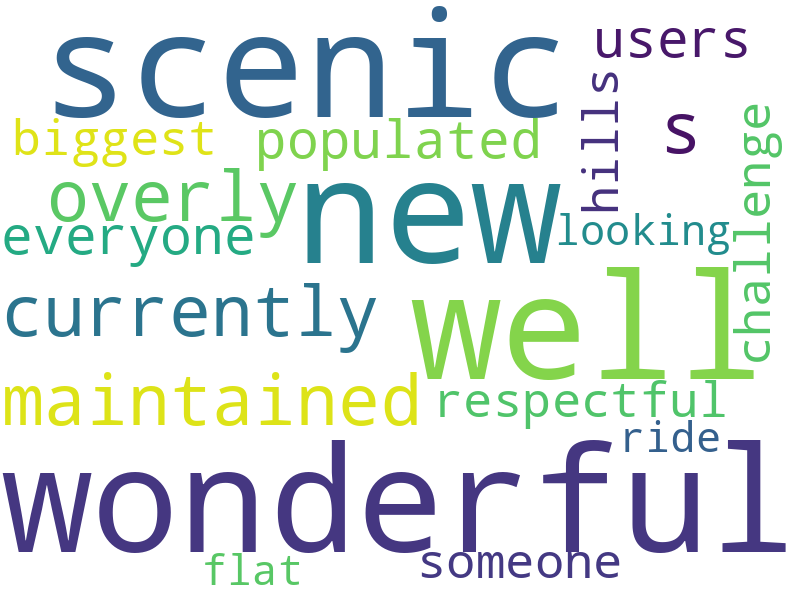 scenic
users
biggest
populated
hills
s
challenge
overly
new
everyone
looking
currently
well
maintained
respectful
ride
wonderful
flat
someone